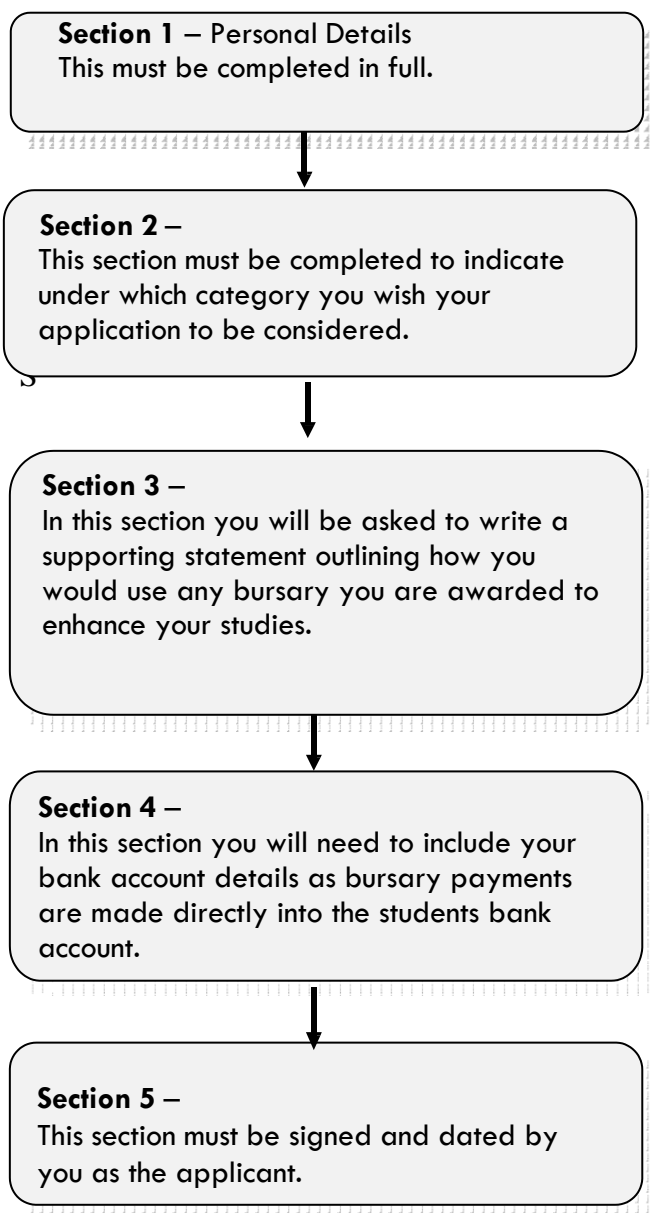 Section 1 – Personal Details
This must be completed in full.
Section 2 –
This section must be completed to indicate
under which category you wish your
application to be considered.
Section 3 –
In this section you will be asked to write a
supporting statement outlining how you
would use any bursary you are awarded to
enhance your studies.
Section 4 –
In this section you will need to include your
bank account details as bursary payments
are made directly into the students bank
account.
Section 5 –
This section must be signed and dated by
you as the applicant.